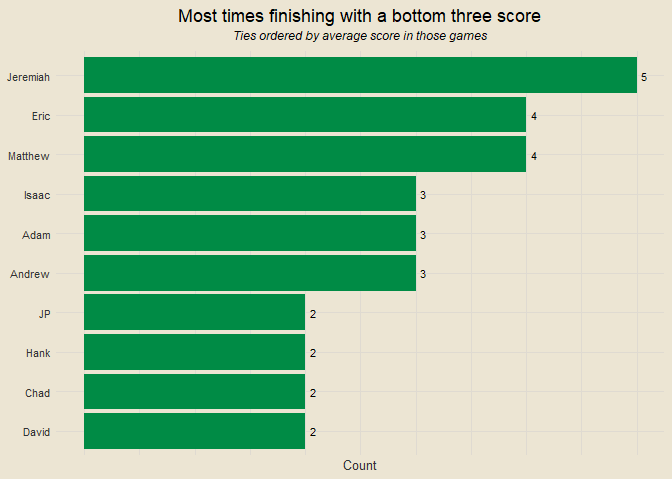 Most times finishing with a bottom three score
Ties ordered by average score in those games
Jeremiah 5
Eric 4
Matthew 4
Isaac 3
Adam 3
Andrew 3
JP 2
Hank 2
Chad 2
David 2
Count